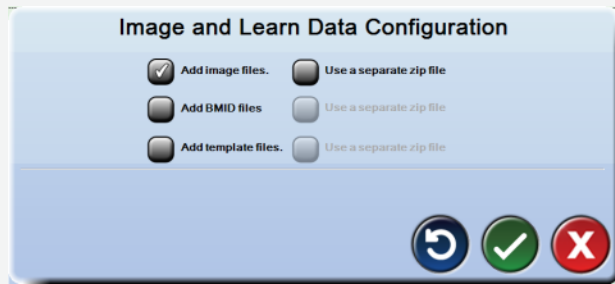 Image and Learn Data Configuration
Add image files. Use a separate zip file
Add BMID files Use a separate zip file
Add template files. Use a separate zip file